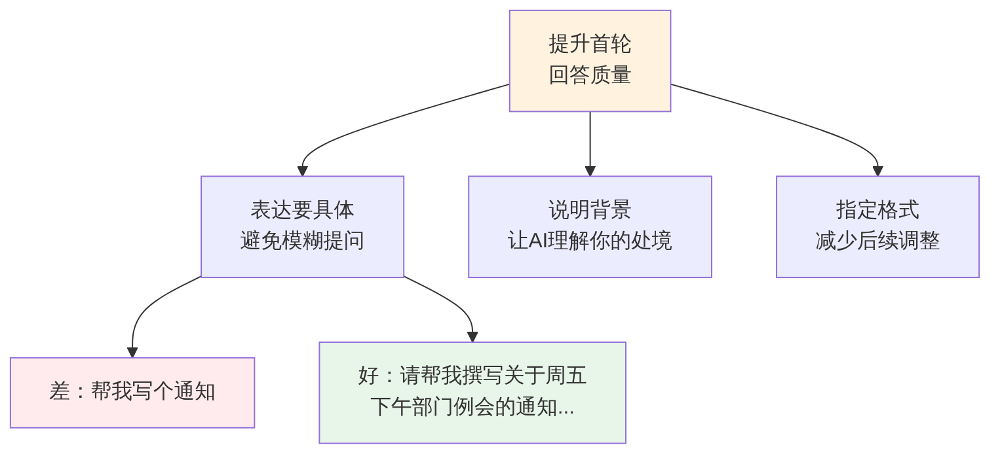 提升首轮
回答质量
表达要具体
避免模糊提问
说明背景
让AI理解你的处境
指定格式
减少后续调整
差：帮我写个通知
好：请帮我撰写关于周五
下午部门例会的通知...